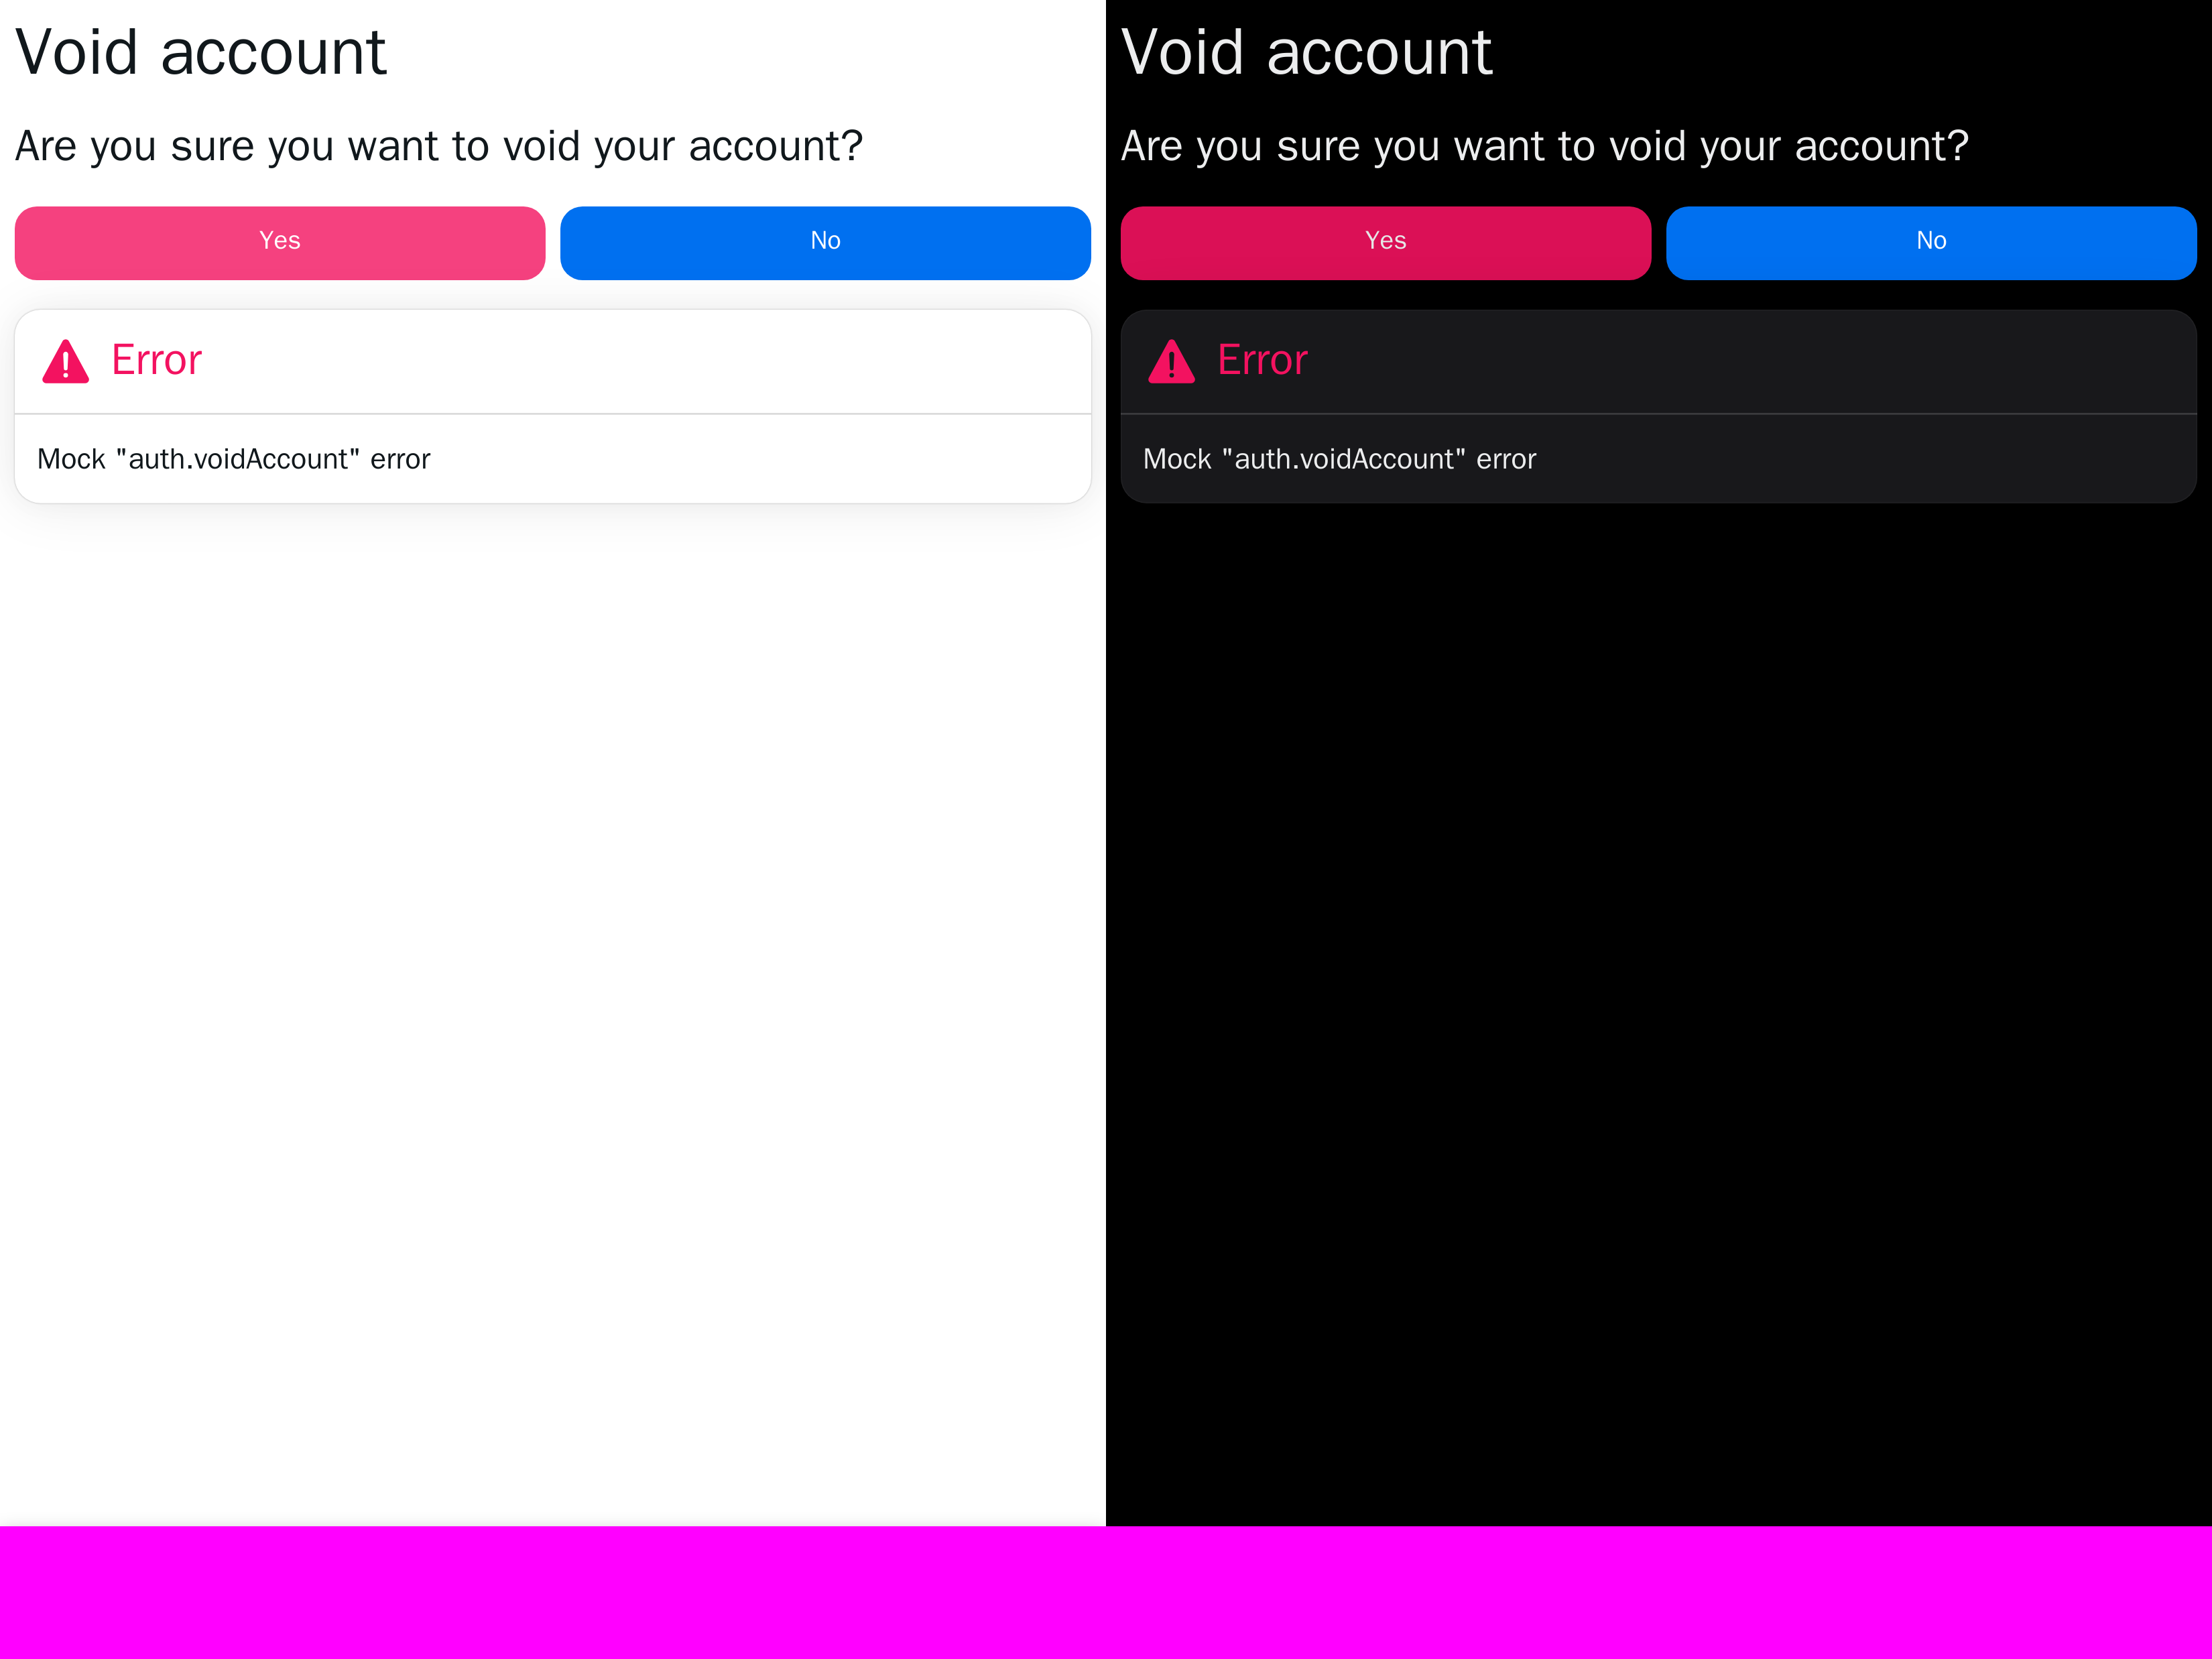 Void account
Are you sure you want to void your account?
Yes No
Error
Mock "auth.voidAccount" error
Void account
Are you sure you want to void your account?
Yes No
Error
Mock "auth.voidAccount" error